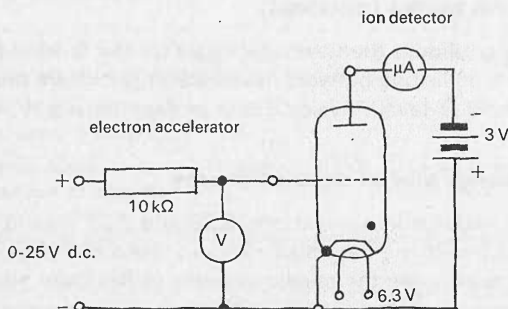 ion detector
μA
−
3 V
+
electron accelerator
+
10 kΩ
V
0-25 V d.c.
−
6.3 V